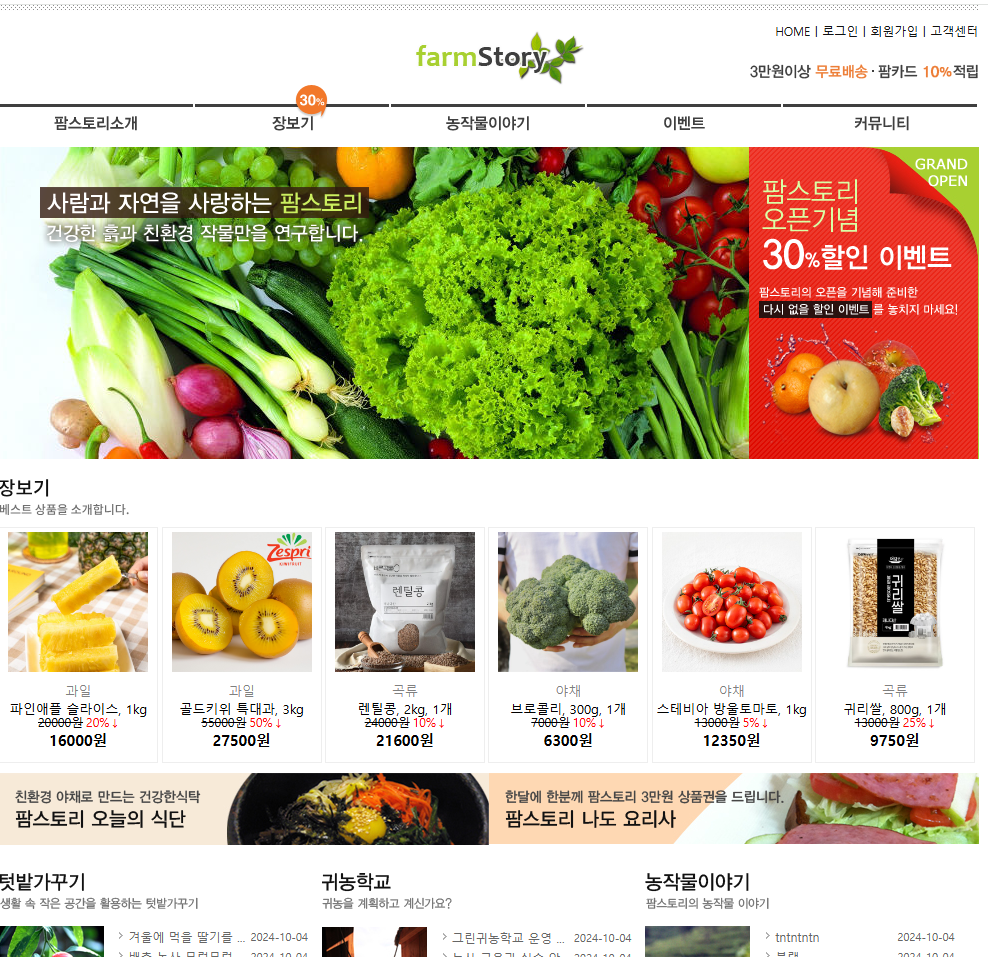 HOME | 로그인 | 회원가입 | 고객센터
farmStory
3만원이상 무료배송 · 팜카드 10%적립
30%
팜스토리소개 장보기 농작물이야기 이벤트 커뮤니티
사람과 자연을 사랑하는 팜스토리
건강한 흙과 친환경 작물만을 연구합니다.
GRAND
OPEN
팜스토리
오픈기념
30%할인 이벤트
팜스토리의 오픈을 기념해 준비한
다시 없을 할인 이벤트를 놓치지 마세요!
장보기
베스트 상품을 소개합니다.
Zespri
KIWIFRUIT
렌틸콩
귀리쌀
과일
파인애플 슬라이스, 1kg
20000원 20%↓
16000원
과일
골드키위 특대과, 3kg
55000원 50%↓
27500원
곡류
렌틸콩, 2kg, 1개
24000원 10%↓
21600원
야채
브로콜리, 300g, 1개
7000원 10%↓
6300원
야채
스테비아 방울토마토, 1kg
13000원 5%↓
12350원
곡류
귀리쌀, 800g, 1개
13000원 25%↓
9750원
친환경 야채로 만드는 건강한식탁
팜스토리 오늘의 식단
한달에 한분께 팜스토리 3만원 상품권을 드립니다.
팜스토리 나도 요리사
텃밭가꾸기
생활 속 작은 공간을 활용하는 텃밭가꾸기
겨울에 먹을 딸기를 ... 2024-10-04
귀농학교
귀농을 계획하고 계신가요?
그린귀농학교 운영 ... 2024-10-04
농작물이야기
팜스토리의 농작물 이야기
tntntntn 2024-10-04